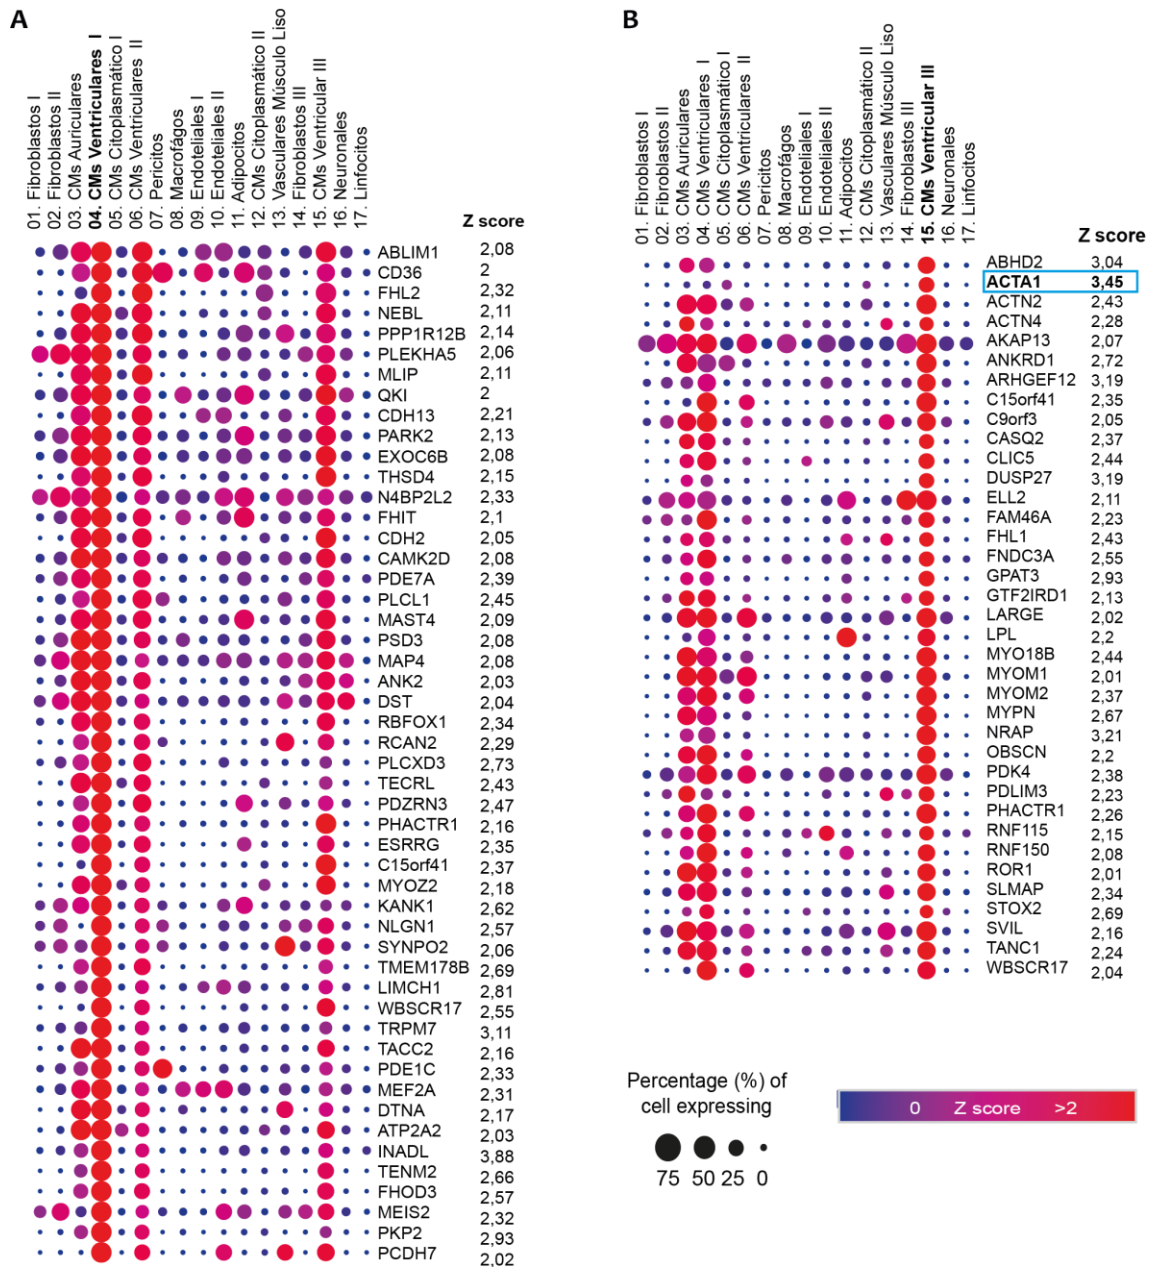 A
01. Fibroblastos I
02. Fibroblastos II
03. CMs Auriculares
04. CMs Ventriculares I
05. CMs Citoplasmático I
06. CMs Ventriculares II
07. Pericitos
08. Macrofágos
09. Endoteliales I
10. Endoteliales II
11. Adipocitos
12. CMs Citoplasmático II
13. Vasculares Músculo Liso
14. Fibroblastos III
15. CMs Ventricular III
16. Neuronales
17. Linfocitos
Z score
ABLIM1 2,08
CD36 2
FHL2 2,32
NEBL 2,11
PPP1R12B 2,14
PLEKHA5 2,06
MLIP 2,11
QKI 2
CDH13 2,21
PARK2 2,13
EXOC6B 2,08
THSD4 2,15
N4BP2L2 2,33
FHIT 2,1
CDH2 2,05
CAMK2D 2,08
PDE7A 2,39
PLCL1 2,45
MAST4 2,09
PSD3 2,08
MAP4 2,08
ANK2 2,03
DST 2,04
RBFOX1 2,34
RCAN2 2,29
PLCXD3 2,73
TECRL 2,43
PDZRN3 2,47
PHACTR1 2,16
ESRRG 2,35
C15orf41 2,37
MYOZ2 2,18
KANK1 2,62
NLGN1 2,57
SYNPO2 2,06
TMEM178B 2,69
LIMCH1 2,81
WBSCR17 2,55
TRPM7 3,11
TACC2 2,16
PDE1C 2,33
MEF2A 2,31
DTNA 2,17
ATP2A2 2,03
INADL 3,88
TENM2 2,66
FHOD3 2,57
MEIS2 2,32
PKP2 2,93
PCDH7 2,02
B
01. Fibroblastos I
02. Fibroblastos II
03. CMs Auriculares
04. CMs Ventriculares I
05. CMs Citoplasmático I
06. CMs Ventriculares II
07. Pericitos
08. Macrofágos
09. Endoteliales I
10. Endoteliales II
11. Adipocitos
12. CMs Citoplasmático II
13. Vasculares Músculo Liso
14. Fibroblastos III
15. CMs Ventricular III
16. Neuronales
17. Linfocitos
Z score
ABHD2 3,04
ACTA1 3,45
ACTN2 2,43
ACTN4 2,28
AKAP13 2,07
ANKRD1 2,72
ARHGEF12 3,19
C15orf41 2,35
C9orf3 2,05
CASQ2 2,37
CLIC5 2,44
DUSP27 3,19
ELL2 2,11
FAM46A 2,23
FHL1 2,43
FNDC3A 2,55
GPAT3 2,93
GTF2IRD1 2,13
LARGE 2,02
LPL 2,2
MYO18B 2,44
MYOM1 2,01
MYOM2 2,37
MYPN 2,67
NRAP 3,21
OBSCN 2,2
PDK4 2,38
PDLIM3 2,23
PHACTR1 2,26
RNF115 2,15
RNF150 2,08
ROR1 2,01
SLMAP 2,34
STOX2 2,69
SVIL 2,16
TANC1 2,24
WBSCR17 2,04
Percentage (%) of
cell expressing
75 50 25 0
0 Z score >2